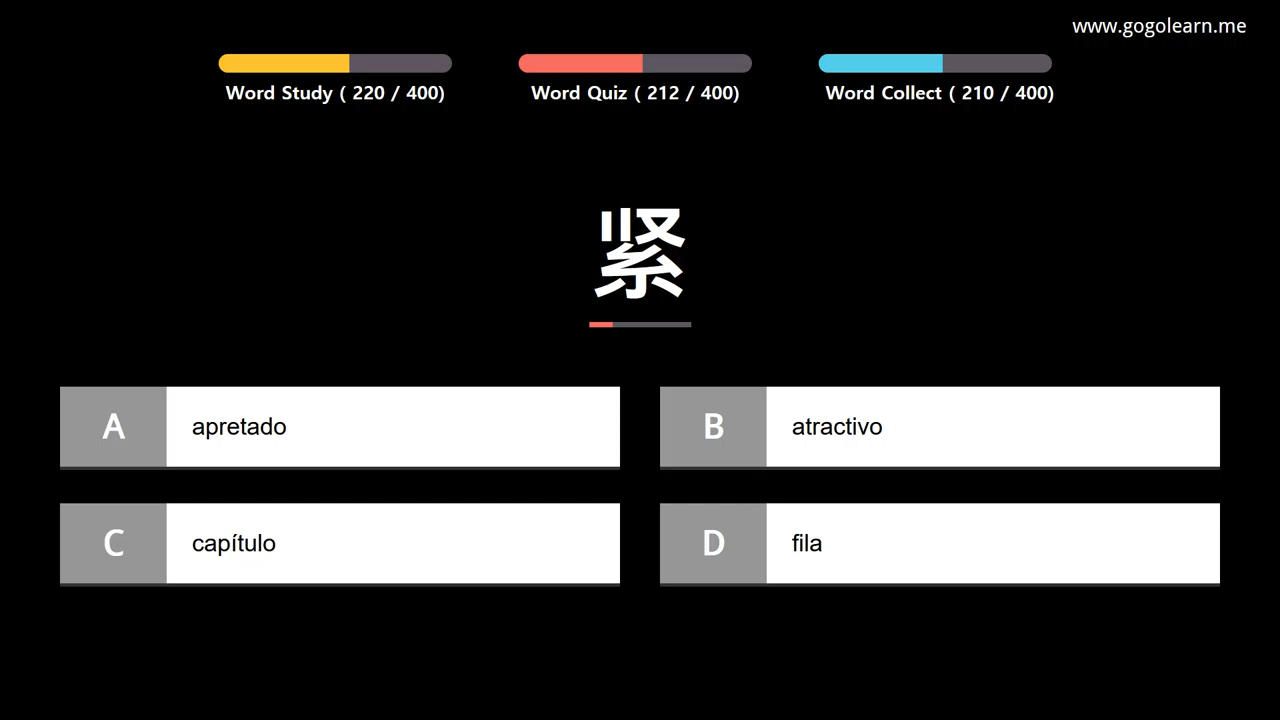 www.gogolearn.me
Word Study ( 220 / 400)
Word Quiz ( 212 / 400)
Word Collect ( 210 / 400)
紧
A apretado
B atractivo
C capítulo
D fila